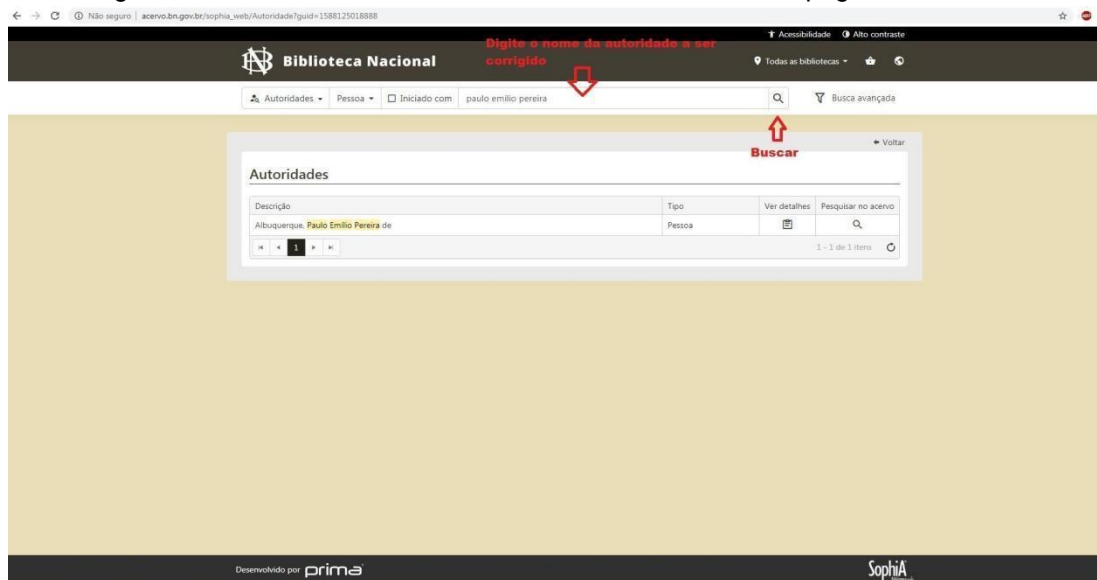 Não seguro | acervo.bn.gov.br/sophia_web/Autoridade?guid=1588125018888
Acessibilidade Alto contraste
Digite o nome da autoridade a ser
corrigido
Biblioteca Nacional
Todas as bibliotecas
Autoridades Pessoa Iniciado com paulo emílio pereira Busca avançada
Buscar
Voltar
Autoridades
Descrição Tipo Ver detalhes Pesquisar no acervo
Albuquerque, Paulo Emílio Pereira de Pessoa
1 1 - 1 de 1 itens
Desenvolvido por prima SophiA